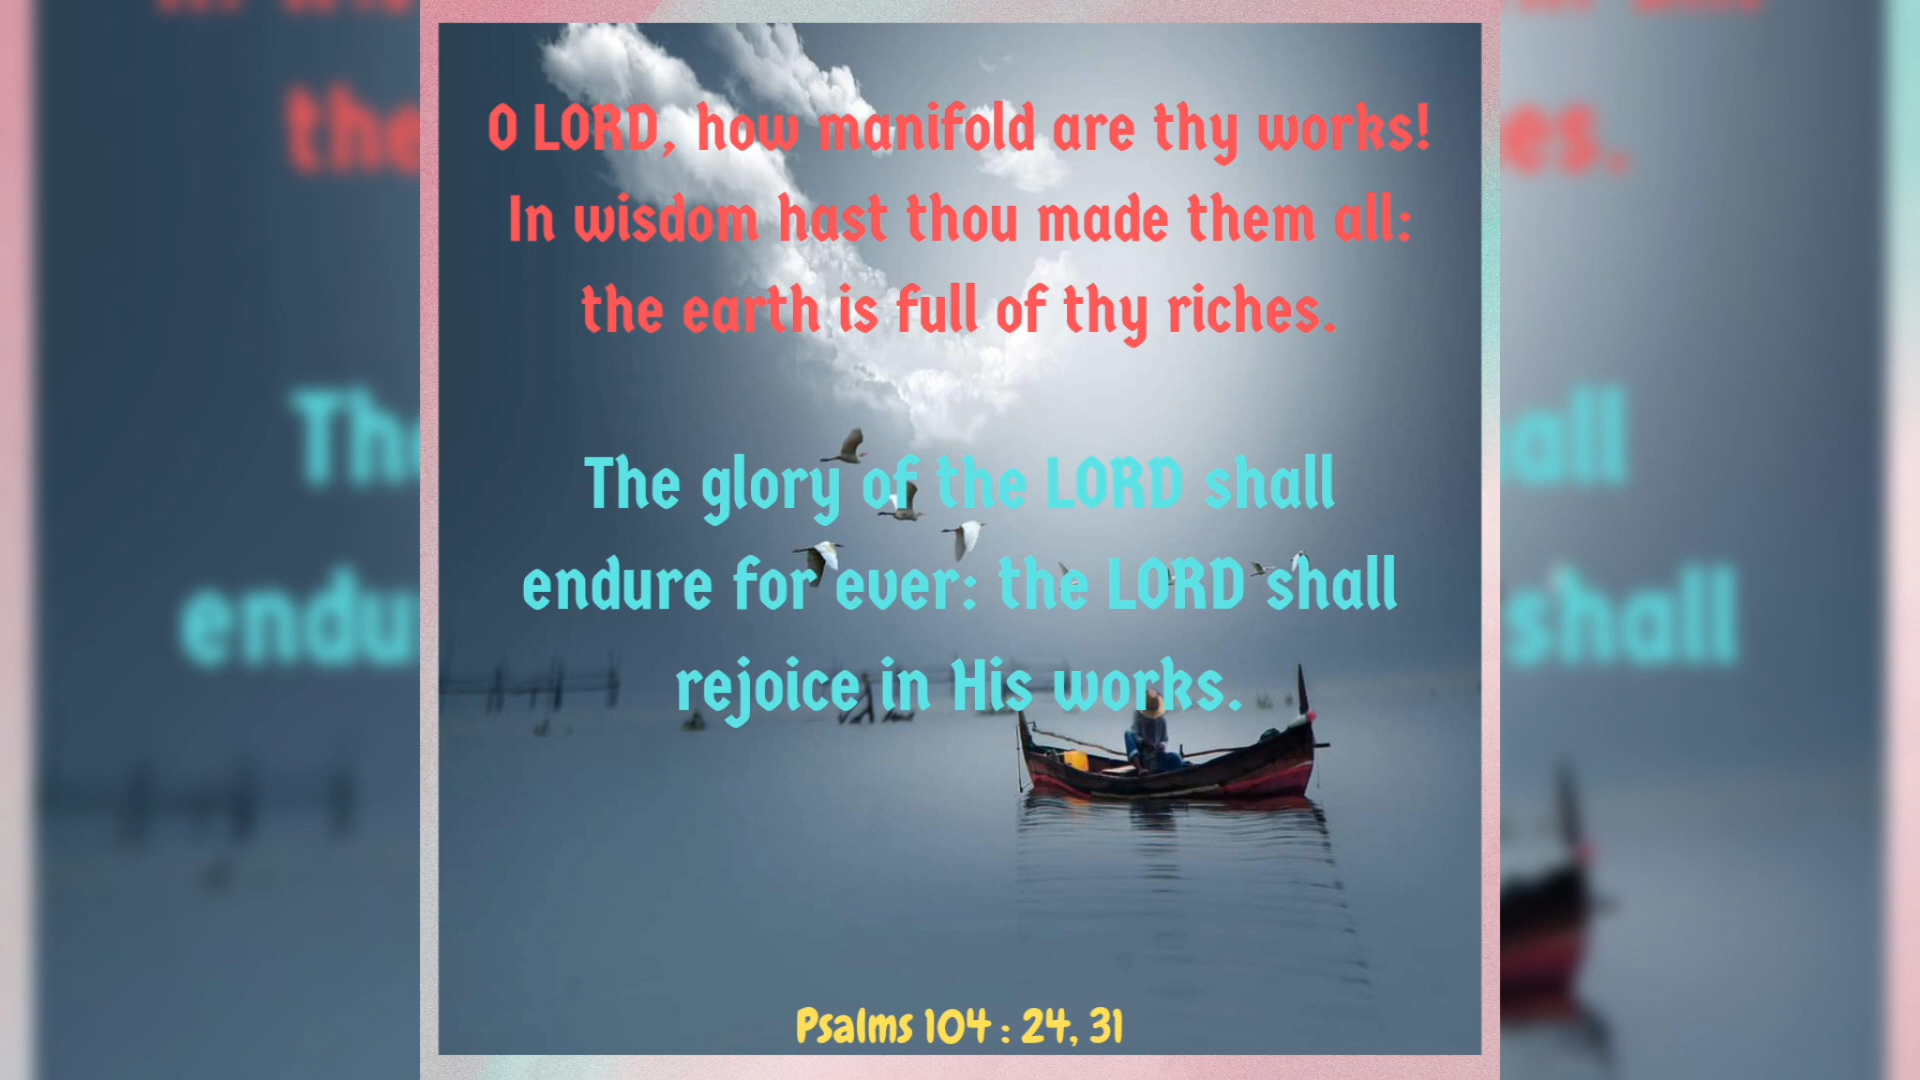 O LORD, how manifold are thy works!
In wisdom hast thou made them all:
the earth is full of thy riches.
The glory of the LORD shall
endure for ever: the LORD shall
rejoice in His works.
Psalms 104 : 24, 31